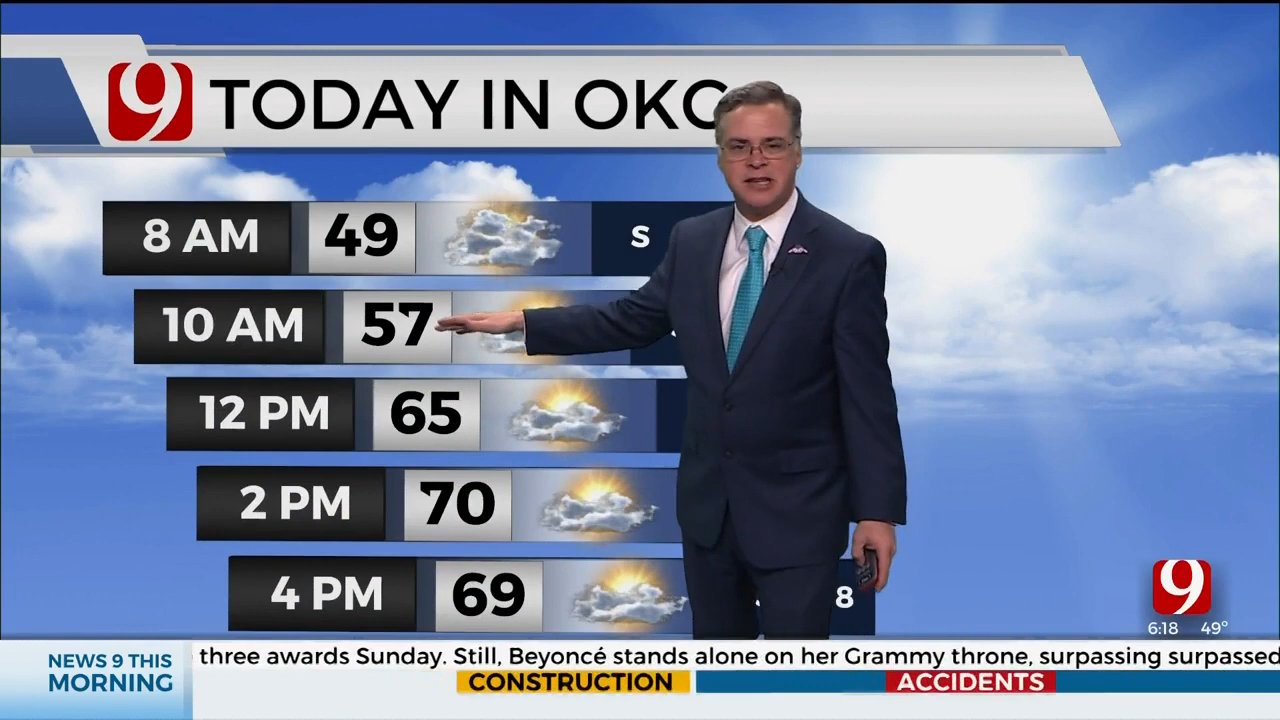 9 TODAY IN OKC
8 AM 49 S
10 AM 57
12 PM 65
2 PM 70
4 PM 69 8
9
6:18 49°
NEWS 9 THIS MORNING
three awards Sunday. Still, Beyoncé stands alone on her Grammy throne, surpassing surpassed
CONSTRUCTION ACCIDENTS